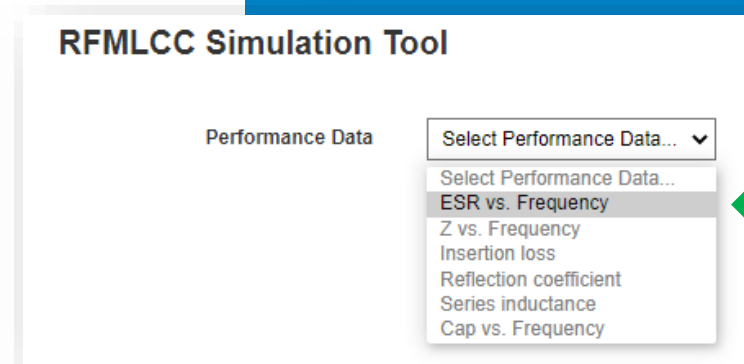 RFMLCC Simulation Tool
Performance Data
Select Performance Data...
Select Performance Data...
ESR vs. Frequency
Z vs. Frequency
Insertion loss
Reflection coefficient
Series inductance
Cap vs. Frequency